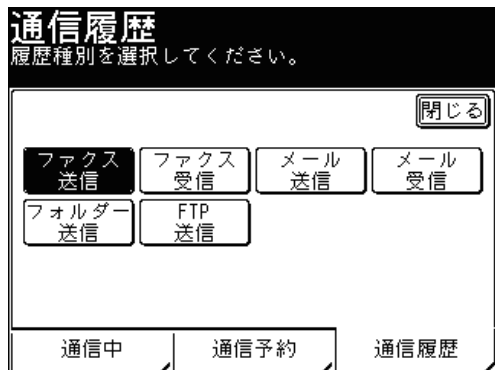 通信履歴
履歴種別を選択してください。
閉じる
ファクス
送信
ファクス
受信
メール
送信
メール
受信
フォルダー
送信
FTP
送信
通信中
通信予約
通信履歴